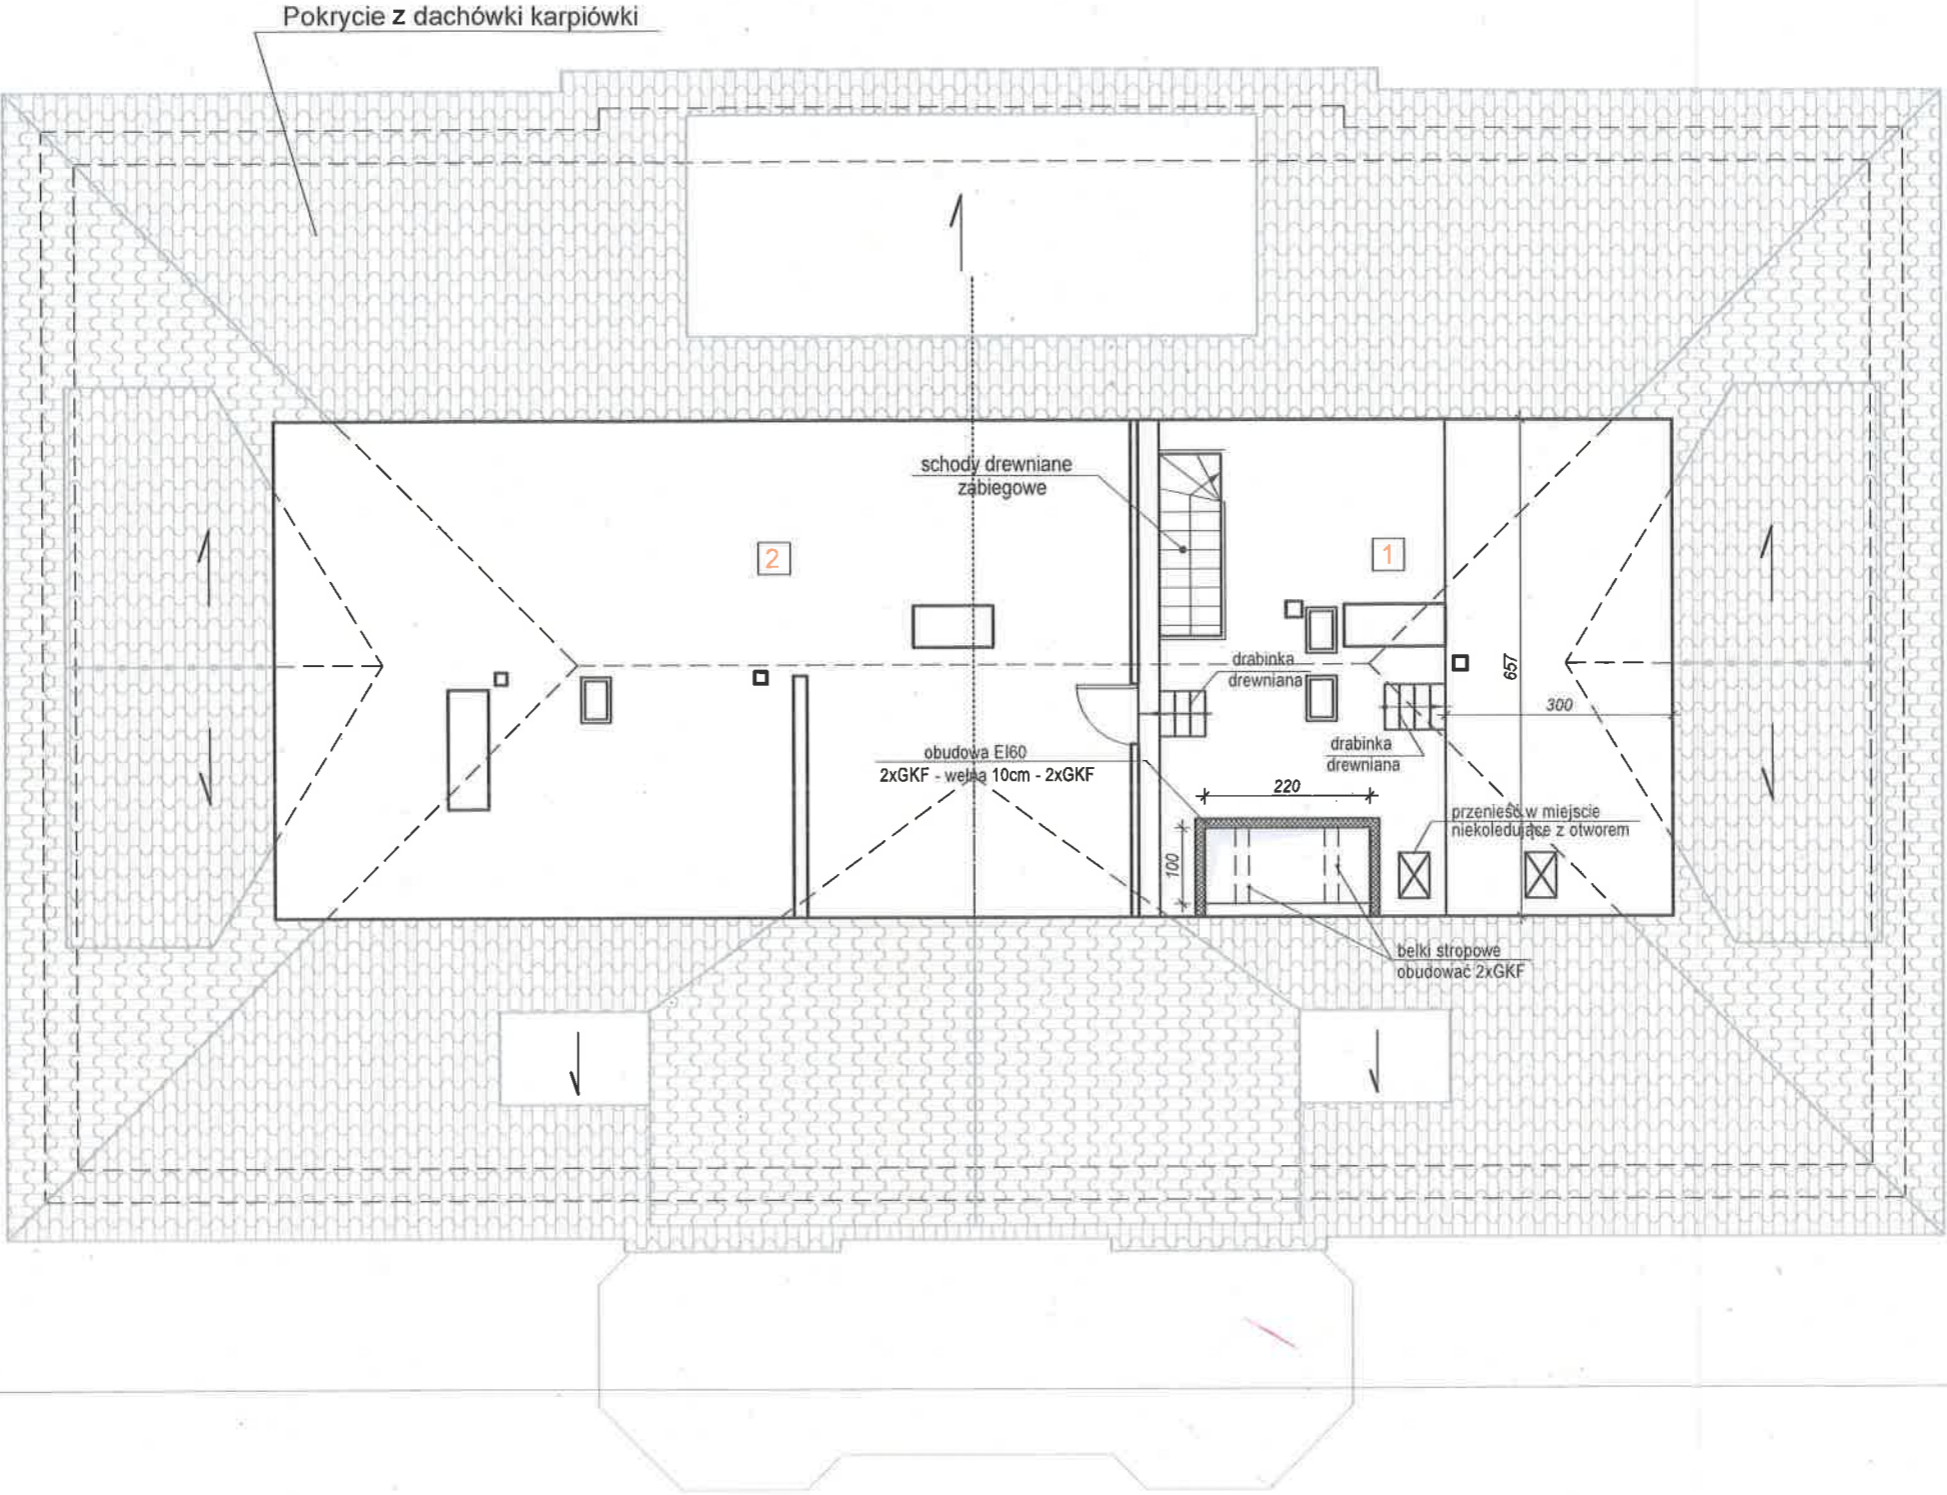 Pokrycie z dachówki karpiówki
schody drewniane
zabiegowe
2
1
drabinka
drewniana
657
300
obudowa EI60
2xGKF - wełna 10cm - 2xGKF
drabinka
drewniana
220
przenieść w miejsce
niekoledujące z otworem
100
belki stropowe
obudować 2xGKF